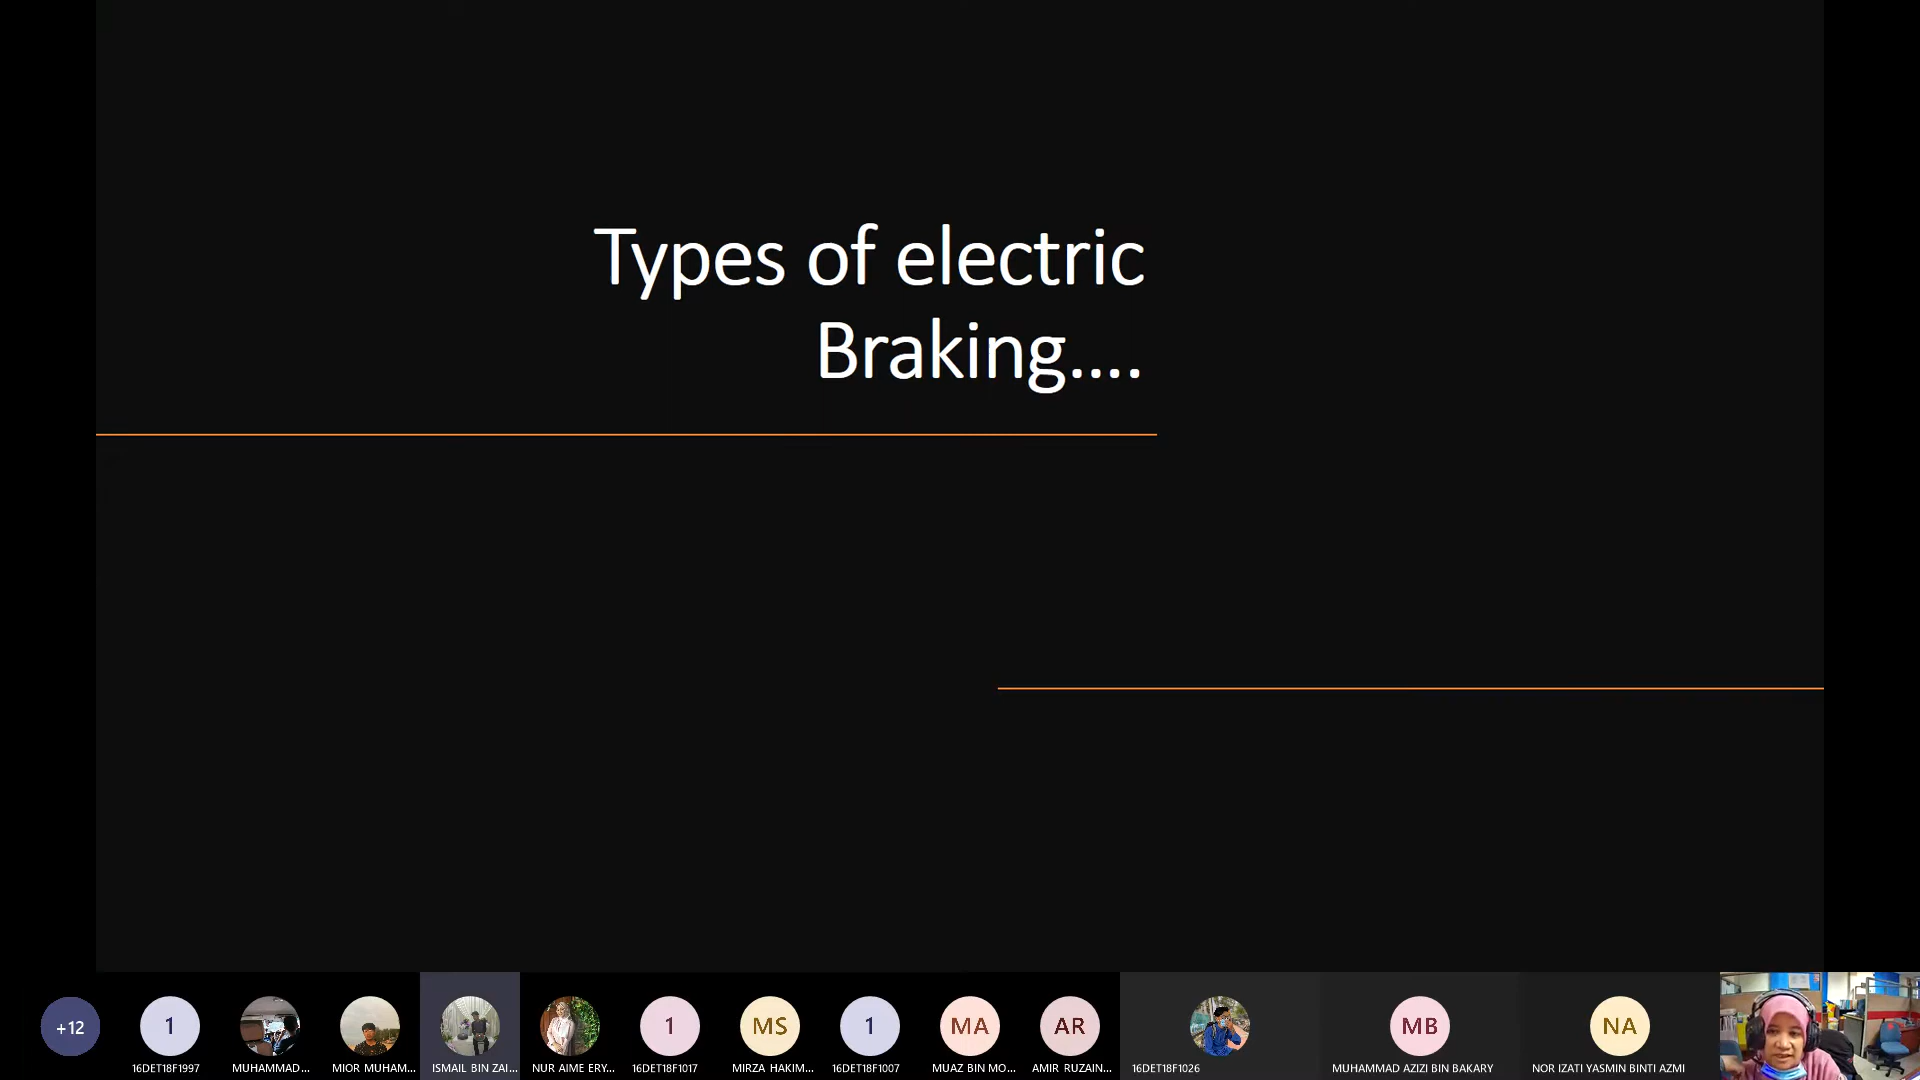 Types of electric
Braking....
+12
1
1
MS
1
MA
AR
MB
NA
16DET18F1997
MUHAMMAD...
MIOR MUHAM...
ISMAIL BIN ZAI...
NUR AIME ERY...
16DET18F1017
MIRZA HAKIM...
16DET18F1007
MUAZ BIN MO...
AMIR RUZAIN...
16DET18F1026
MUHAMMAD AZIZI BIN BAKARY
NOR IZATI YASMIN BINTI AZMI